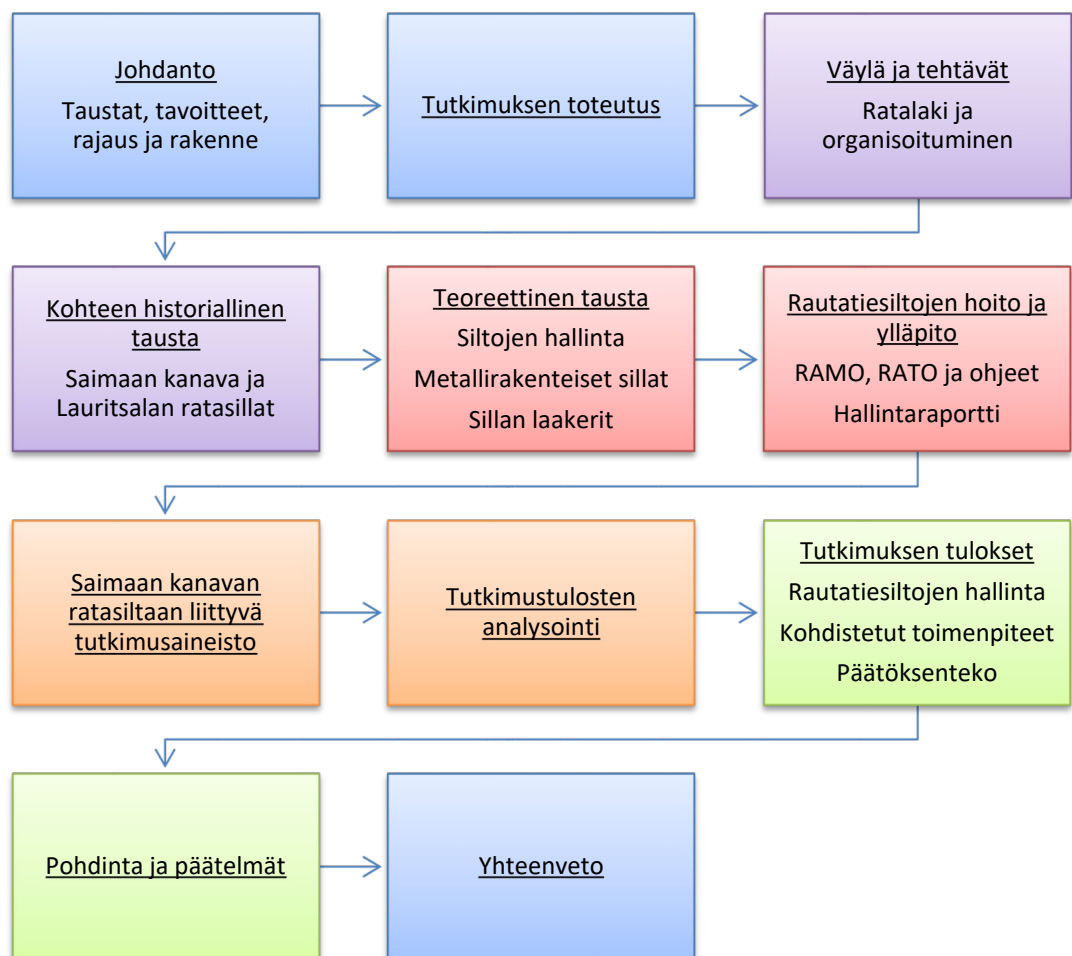 Johdanto
Taustat, tavoitteet,
rajaus ja rakenne
Tutkimuksen toteutus
Väylä ja tehtävät
Ratalaki ja
organisoituminen
Kohteen historiallinen
tausta
Saimaan kanava ja
Lauritsalan ratasillat
Teoreettinen tausta
Siltojen hallinta
Metallirakenteiset sillat
Sillan laakerit
Rautatiesiltojen hoito ja
ylläpito
RAMO, RATO ja ohjeet
Hallintaraportti
Saimaan kanavan
ratasiltaan liittyvä
tutkimusaineisto
Tutkimustulosten
analysointi
Tutkimuksen tulokset
Rautatiesiltojen hallinta
Kohdistetut toimenpiteet
Päätöksenteko
Pohdinta ja päätelmät
Yhteenveto